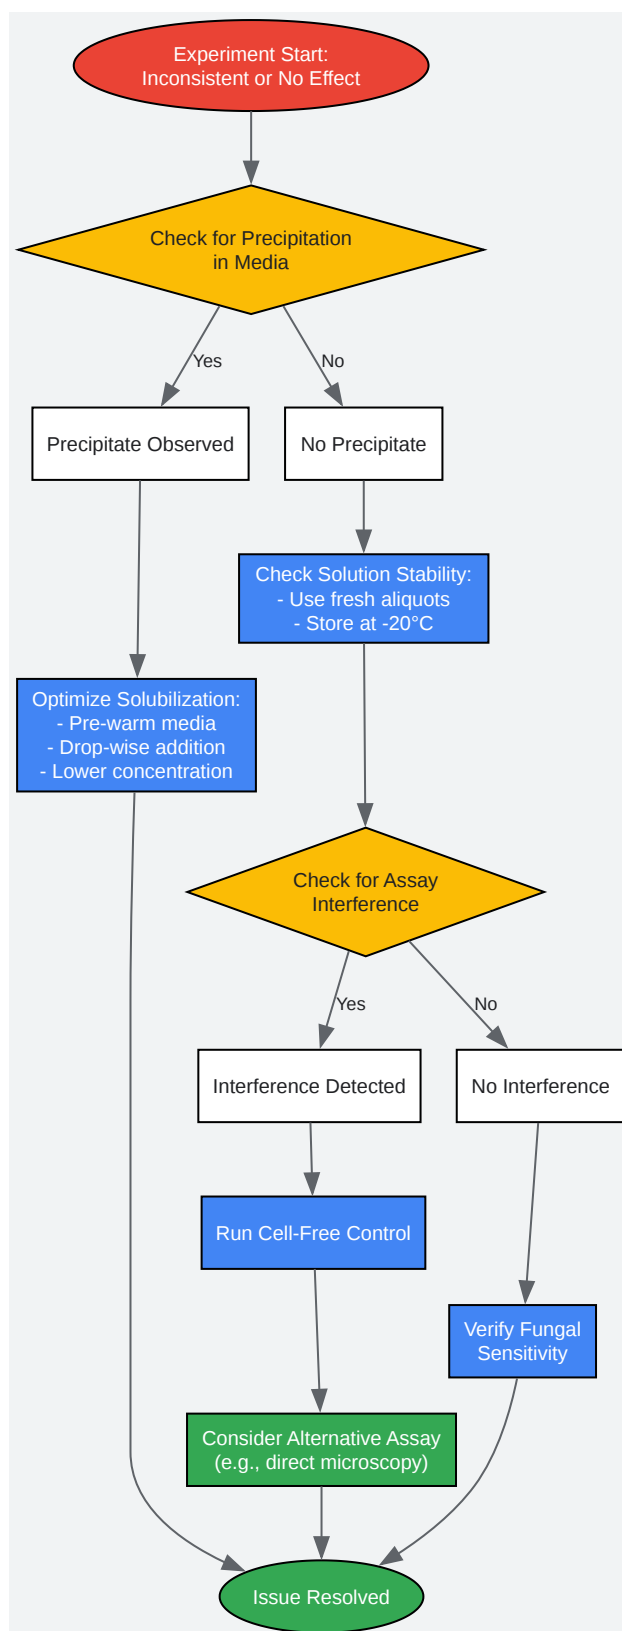 Experiment Start:
Inconsistent or No Effect
Check for Precipitation
in Media
Yes
No
Precipitate Observed
No Precipitate
Check Solution Stability:
- Use fresh aliquots
- Store at -20°C
Optimize Solubilization:
- Pre-warm media
- Drop-wise addition
- Lower concentration
Check for Assay
Interference
Yes
No
Interference Detected
No Interference
Run Cell-Free Control
Verify Fungal
Sensitivity
Consider Alternative Assay
(e.g., direct microscopy)
Issue Resolved